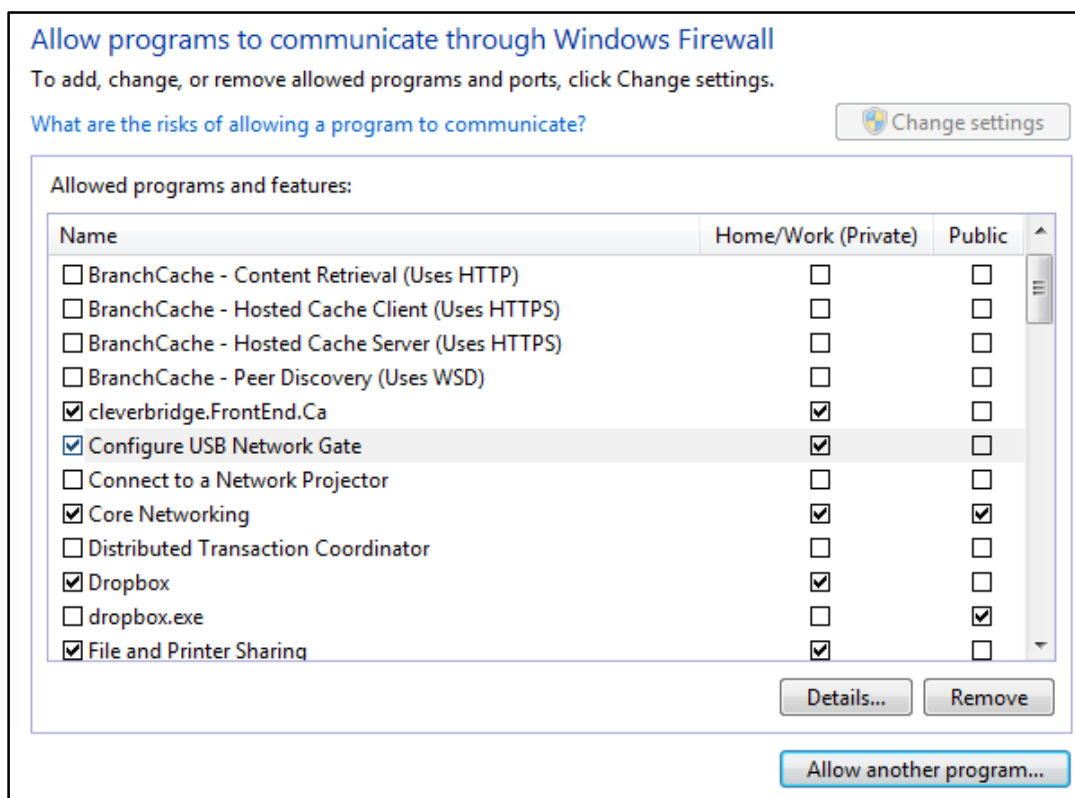 Allow programs to communicate through Windows Firewall
To add, change, or remove allowed programs and ports, click Change settings.
What are the risks of allowing a program to communicate?
Change settings
Allowed programs and features:
Name Home/Work (Private) Public
BranchCache - Content Retrieval (Uses HTTP)
BranchCache - Hosted Cache Client (Uses HTTPS)
BranchCache - Hosted Cache Server (Uses HTTPS)
BranchCache - Peer Discovery (Uses WSD)
cleverbridge.FrontEnd.Ca
Configure USB Network Gate
Connect to a Network Projector
Core Networking
Distributed Transaction Coordinator
Dropbox
dropbox.exe
File and Printer Sharing
Details... Remove
Allow another program...